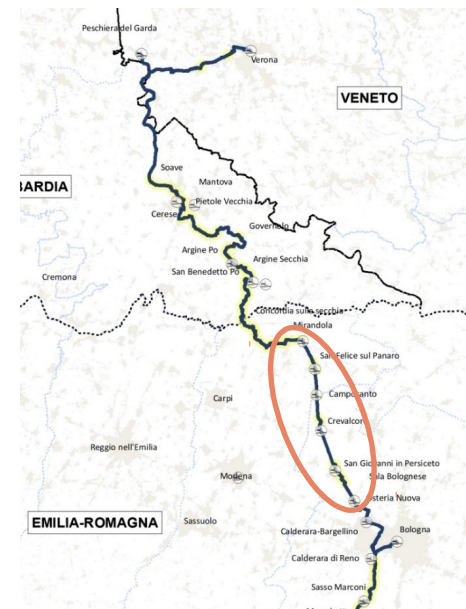 Peschiera del Garda
Verona
VENETO
Soave
Mantova
BARDIA
Pietole Vecchia
Cerese
Governolo
Argine Po
Argine Secchia
San Benedetto Po
Cremona
Concordia sulla secchia
Mirandola
San Felice sul Panaro
Camposanto
Carpi
Crevalcore
Reggio nell'Emilia
San Giovanni in Persiceto
Modena
Sala Bolognese
Osteria Nuova
EMILIA-ROMAGNA
Sassuolo
Calderara-Bargellino
Bologna
Calderara di Reno
Sasso Marconi